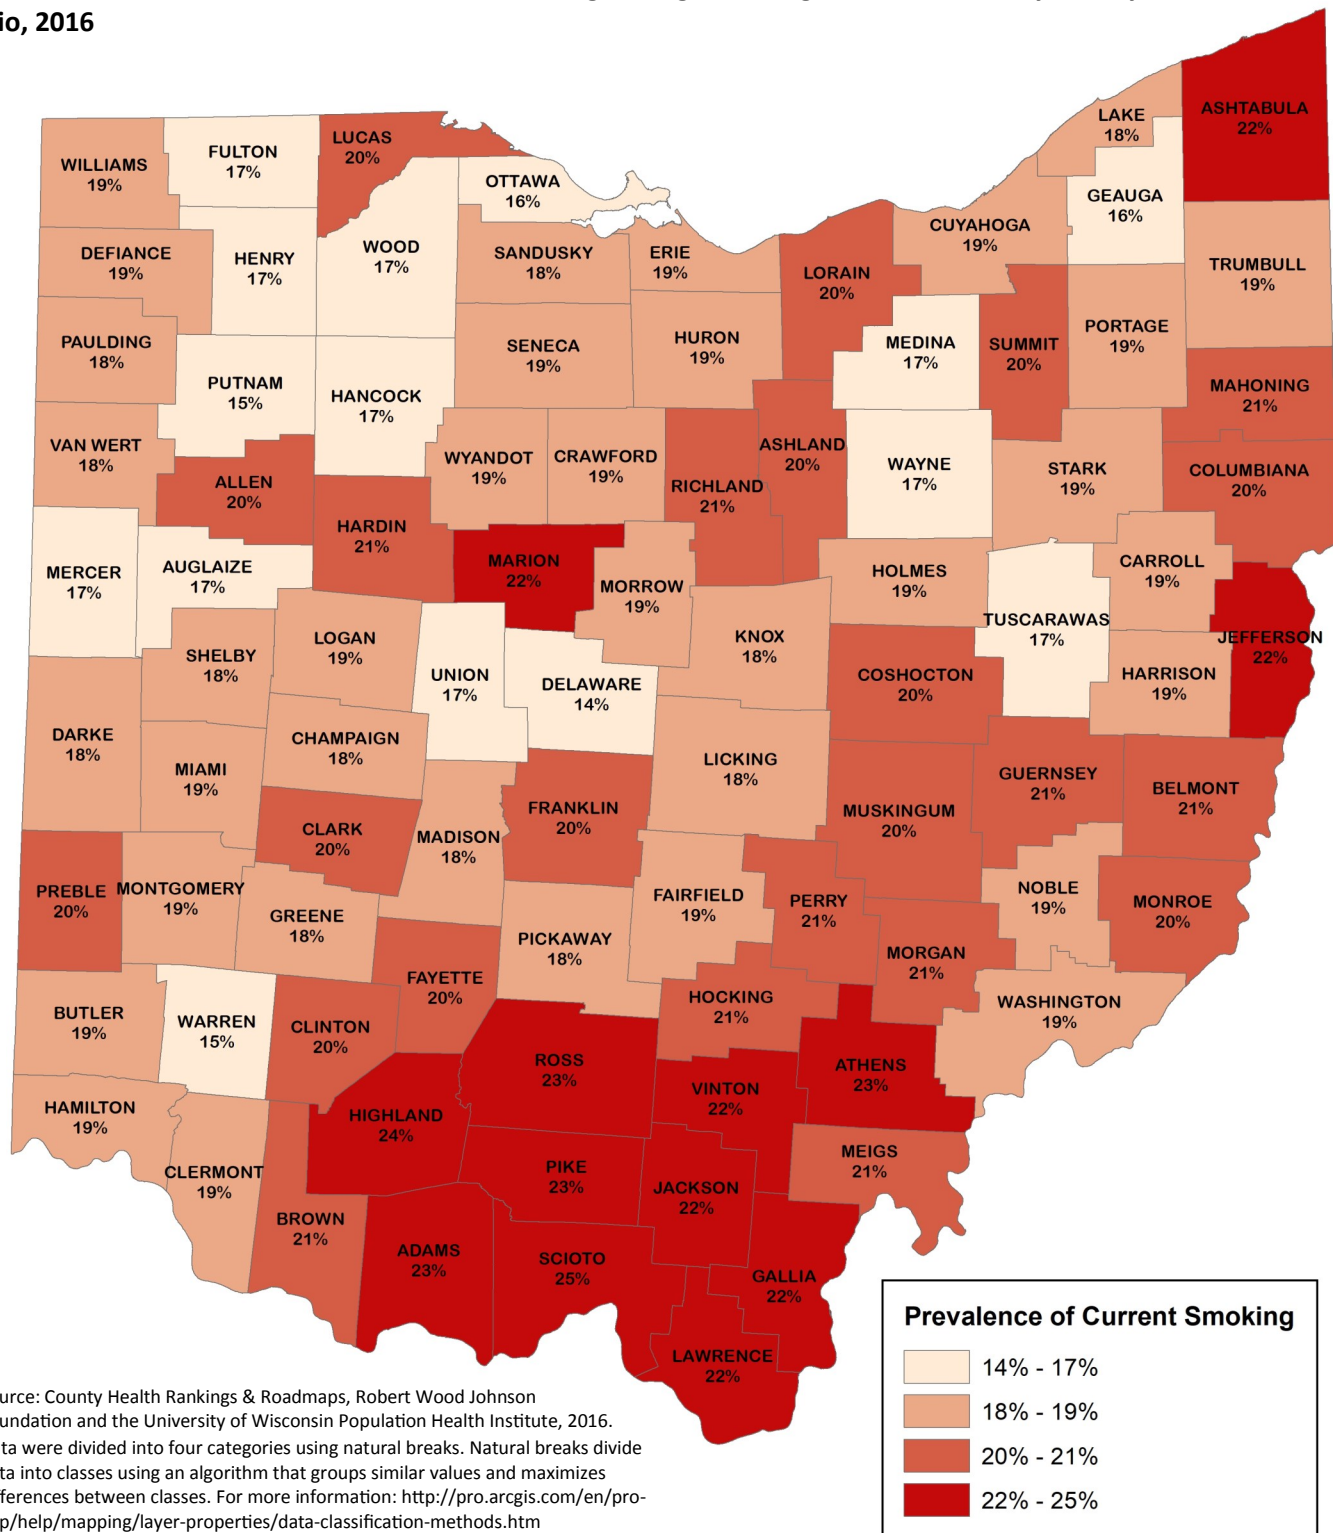 io, 2016
ASHTABULA
22%
LAKE
18%
LUCAS
20%
FULTON
17%
WILLIAMS
19%
OTTAWA
16%
GEAUGA
16%
CUYAHOGA
19%
WOOD
17%
DEFIANCE
19%
HENRY
17%
SANDUSKY
18%
ERIE
19%
LORAIN
20%
TRUMBULL
19%
PAULDING
18%
SENECA
19%
HURON
19%
MEDINA
17%
SUMMIT
20%
PORTAGE
19%
PUTNAM
15%
HANCOCK
17%
MAHONING
21%
VAN WERT
18%
WYANDOT
19%
CRAWFORD
19%
ASHLAND
20%
WAYNE
17%
STARK
19%
COLUMBIANA
20%
ALLEN
20%
RICHLAND
21%
HARDIN
21%
MERCER
17%
AUGLAIZE
17%
MARION
22%
MORROW
19%
HOLMES
19%
CARROLL
19%
TUSCARAWAS
17%
JEFFERSON
22%
SHELBY
18%
LOGAN
19%
UNION
17%
DELAWARE
14%
KNOX
18%
COSHOCTON
20%
HARRISON
19%
DARKE
18%
MIAMI
19%
CHAMPAIGN
18%
LICKING
18%
GUERNSEY
21%
BELMONT
21%
CLARK
20%
MADISON
18%
FRANKLIN
20%
MUSKINGUM
20%
PREBLE
20%
MONTGOMERY
19%
GREENE
18%
FAIRFIELD
19%
PERRY
21%
NOBLE
19%
MONROE
20%
PICKAWAY
18%
MORGAN
21%
FAYETTE
20%
HOCKING
21%
WASHINGTON
19%
BUTLER
19%
WARREN
15%
CLINTON
20%
ROSS
23%
VINTON
22%
ATHENS
23%
HAMILTON
19%
HIGHLAND
24%
CLERMONT
19%
PIKE
23%
JACKSON
22%
MEIGS
21%
BROWN
21%
ADAMS
23%
SCIOTO
25%
GALLIA
22%
LAWRENCE
22%
Prevalence of Current Smoking
14% - 17%
18% - 19%
20% - 21%
22% - 25%
urce: County Health Rankings & Roadmaps, Robert Wood Johnson
undation and the University of Wisconsin Population Health Institute, 2016.
ta were divided into four categories using natural breaks. Natural breaks divide
ta into classes using an algorithm that groups similar values and maximizes
fferences between classes. For more information: http://pro.arcgis.com/en/pro-
p/help/mapping/layer-properties/data-classification-methods.htm